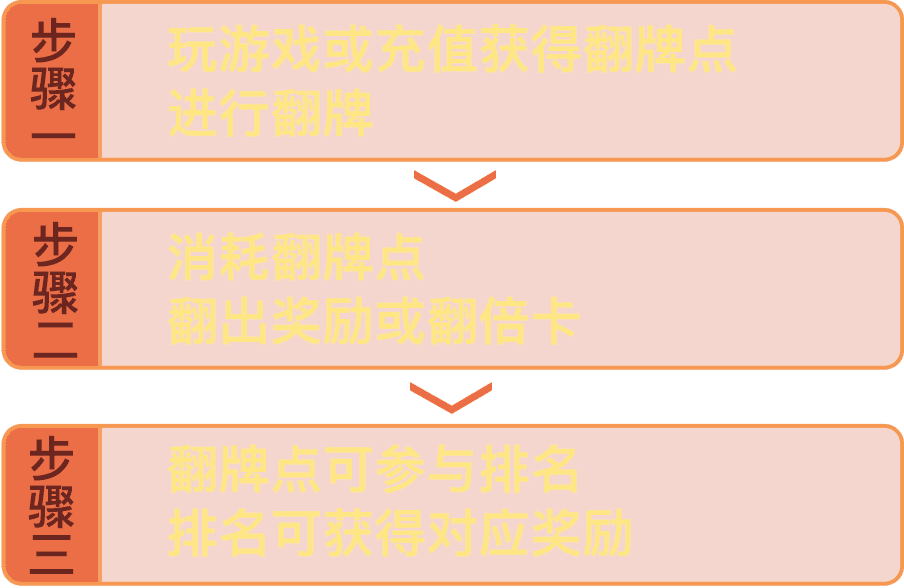 步骤一
玩游戏或充值获得翻牌点
进行翻牌
步骤二
消耗翻牌点
翻出奖励或翻倍卡
步骤三
翻牌点可参与排名
排名可获得对应奖励